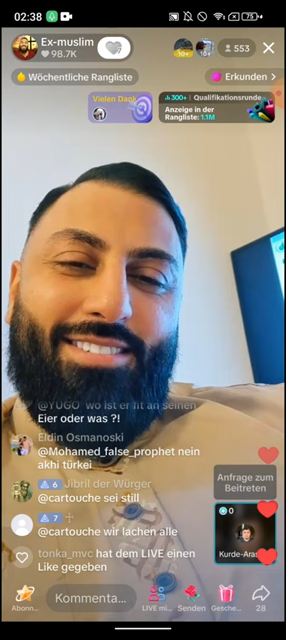 02:38
75
Ex-muslim
98.7K
10+
10+
553
Wöchentliche Rangliste
Erkunden >
Vielen Dank
300+ | Qualifikationsrunde
Anzeige in der
Rangliste: 1.1M
@YUGO wo ist er fit an seinen
Eier oder was ?!
Eldin Osmanoski
@Mohamed_false_prophet nein
akhi türkei
6 Jibril der Würger
@cartouche sei still
7
@cartouche wir lachen alle
tonka_mvc hat dem LIVE einen
Like gegeben
Anfrage zum
Beitreten
0
Kurde-Aras
Kommenta...
Abonn...
LIVE mi...
Senden
Gesche...
28